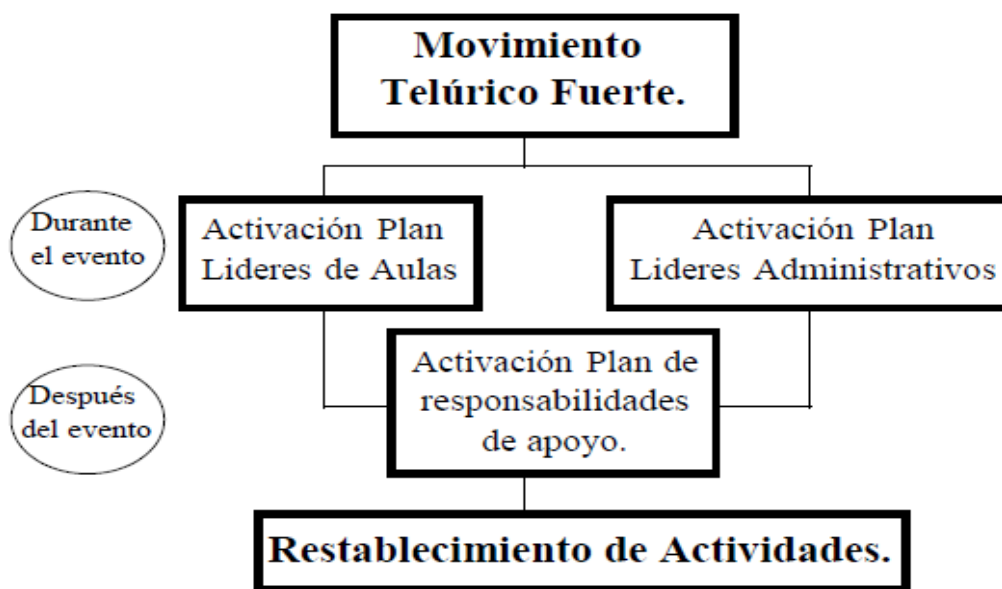 Movimiento
Telúrico Fuerte.
Durante
el evento
Activación Plan
Lideres de Aulas
Activación Plan
Lideres Administrativos
Después
del evento
Activación Plan de
responsabilidades
de apoyo.
Restablecimiento de Actividades.